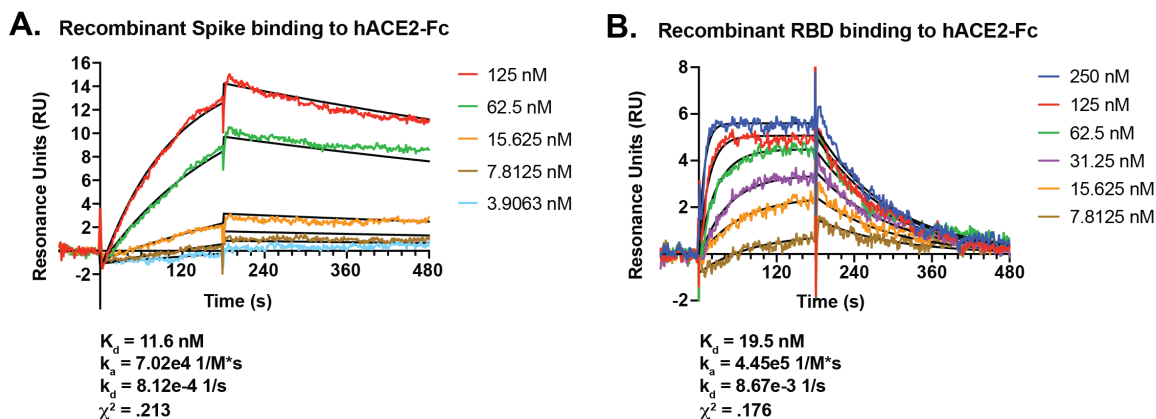 A. Recombinant Spike binding to hACE2-Fc
Resonance Units (RU)
16
14
12
10
8
6
4
2
-2
120
240
360
480
Time (s)
125 nM
62.5 nM
15.625 nM
7.8125 nM
3.9063 nM
Kd = 11.6 nM
ka = 7.02e4 1/M*s
kd = 8.12e-4 1/s
χ2 = .213
B. Recombinant RBD binding to hACE2-Fc
Resonance Units (RU)
8
6
4
2
-2
120
240
360
480
Time (s)
250 nM
125 nM
62.5 nM
31.25 nM
15.625 nM
7.8125 nM
Kd = 19.5 nM
ka = 4.45e5 1/M*s
kd = 8.67e-3 1/s
χ2 = .176